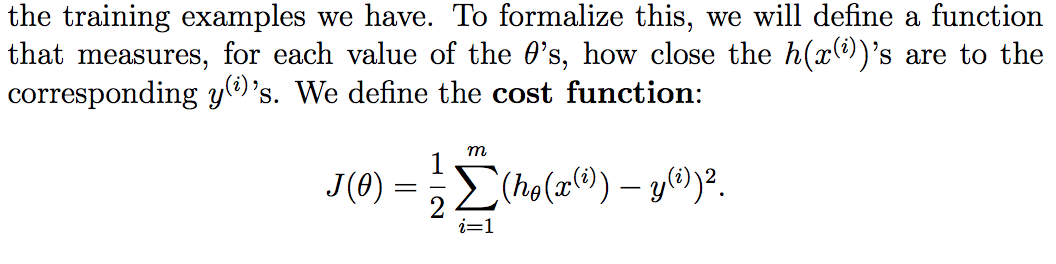 the training examples we have. To formalize this, we will define a function
that measures, for each value of the θ’s, how close the h(x⁽ⁱ⁾)’s are to the
corresponding y⁽ⁱ⁾’s. We define the cost function:
J(θ) = 1/2 ∑_{i=1}^{m} (h_θ(x⁽ⁱ⁾) − y⁽ⁱ⁾)².